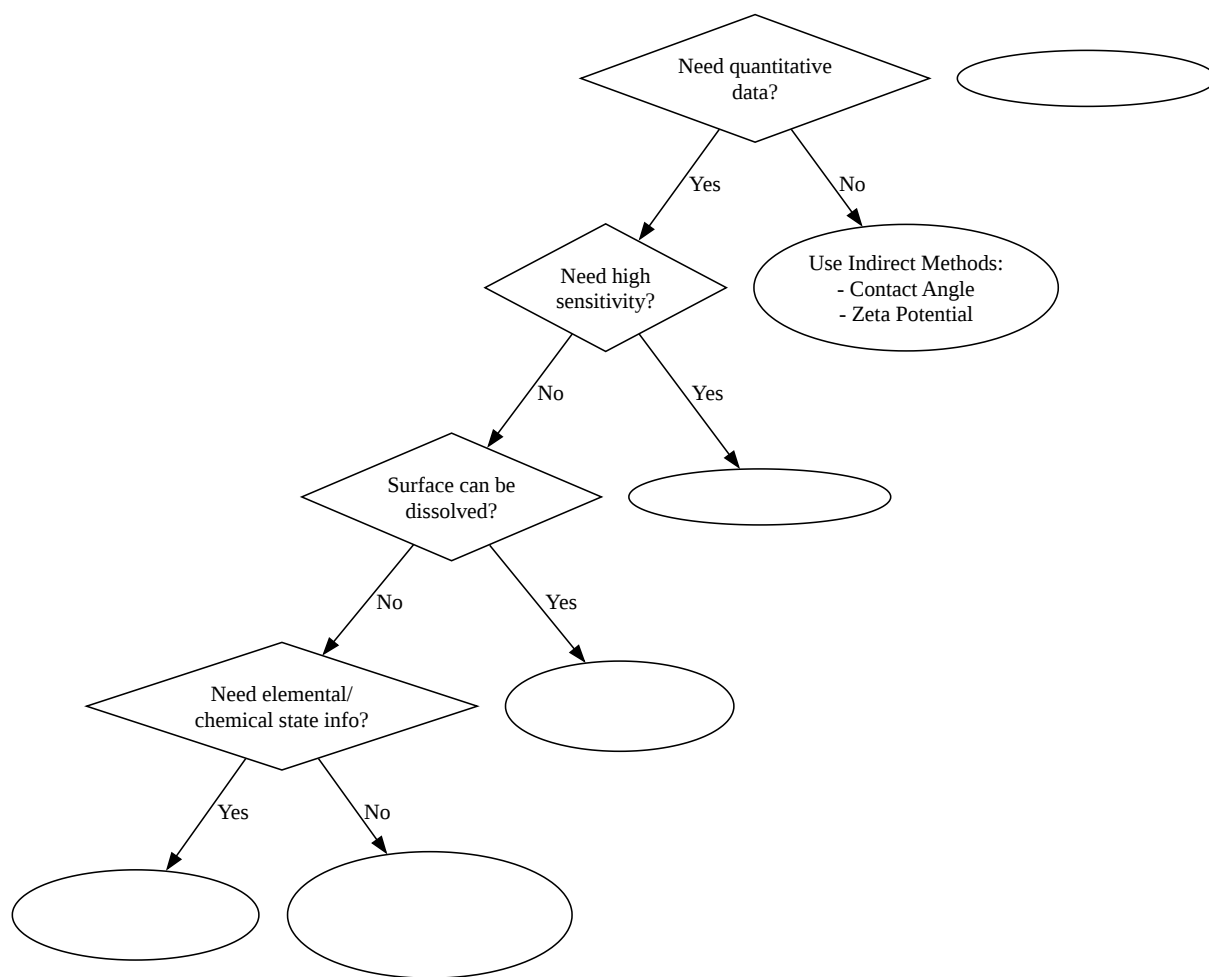 Need quantitative
data?
Yes
No
Need high
sensitivity?
Use Indirect Methods:
- Contact Angle
- Zeta Potential
No
Yes
Surface can be
dissolved?
No
Yes
Need elemental/
chemical state info?
Yes
No